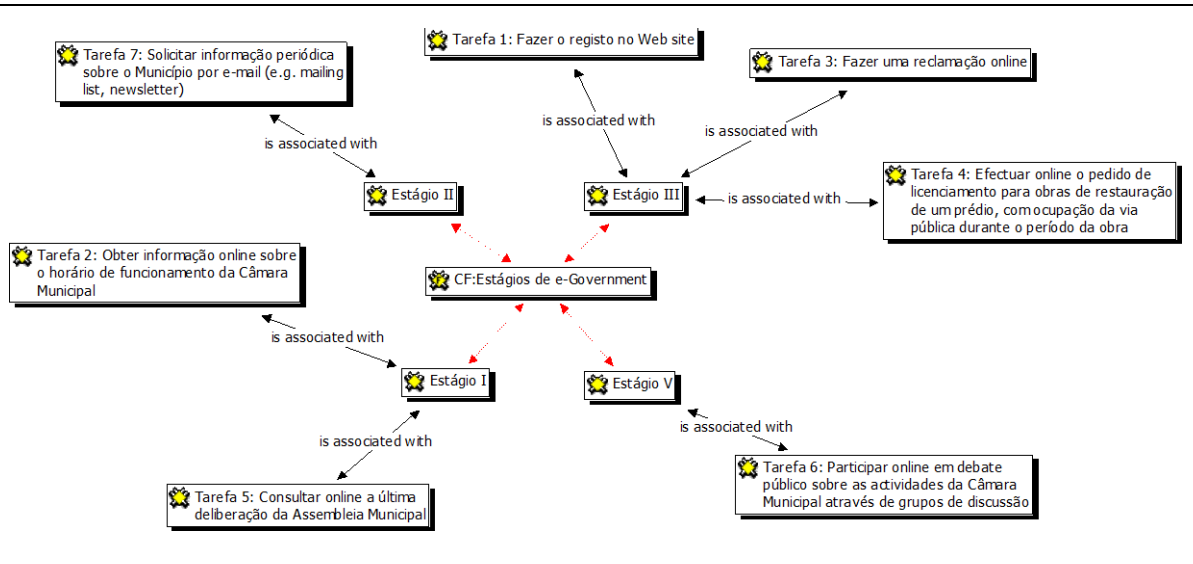 Tarefa 7: Solicitar informação periódica
sobre o Município por e-mail (e.g. mailing
list, newsletter)
Tarefa 1: Fazer o registo no Web site
Tarefa 3: Fazer uma reclamação online
is associated with
is associated with
is associated with
Estágio II
Estágio III
is associated with
Tarefa 4: Efectuar online o pedido de
licenciamento para obras de restauração
de um prédio, com ocupação da via
pública durante o período da obra
Tarefa 2: Obter informação online sobre
o horário de funcionamento da Câmara
Municipal
CF:Estágios de e-Government
is associated with
Estágio I
Estágio V
is associated with
is associated with
Tarefa 5: Consultar online a última
deliberação da Assembleia Municipal
Tarefa 6: Participar online em debate
público sobre as actividades da Câmara
Municipal através de grupos de discussão